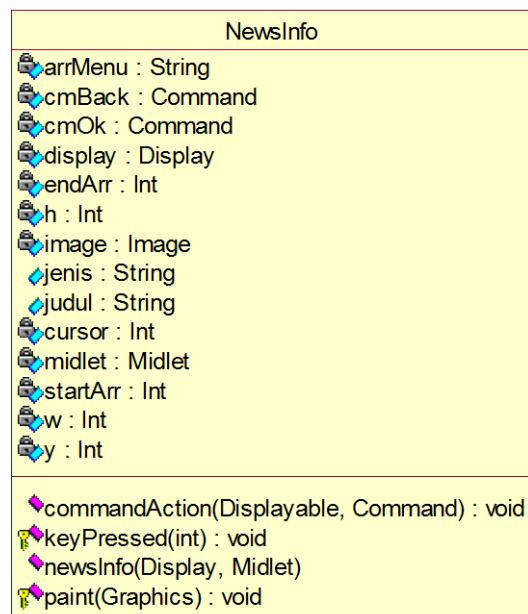 NewsInfo
arrMenu : String
cmBack : Command
cmOk : Command
display : Display
endArr : Int
h : Int
image : Image
jenis : String
judul : String
cursor : Int
midlet : Midlet
startArr : Int
w : Int
y : Int
commandAction(Displayable, Command) : void
keyPressed(int) : void
newsInfo(Display, Midlet)
paint(Graphics) : void